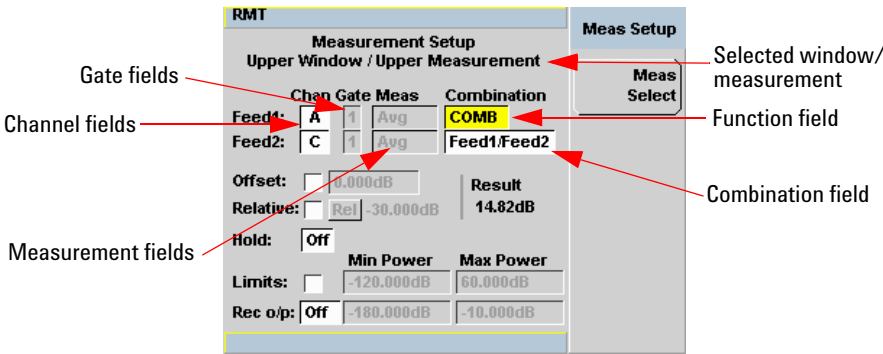 RMT
Meas Setup
Measurement Setup
Upper Window / Upper Measurement
Selected window/
measurement
Meas
Select
Gate fields
Chan Gate Meas Combination
Function field
Channel fields
Feed1: A 1 Avg COMB
Feed2: C 1 Avg Feed1/Feed2
Combination field
Offset: 0.000dB
Result
Relative: Rel -30.000dB
14.82dB
Hold: Off
Measurement fields
Min Power Max Power
Limits: -120.000dB 60.000dB
Rec o/p: Off -180.000dB -10.000dB